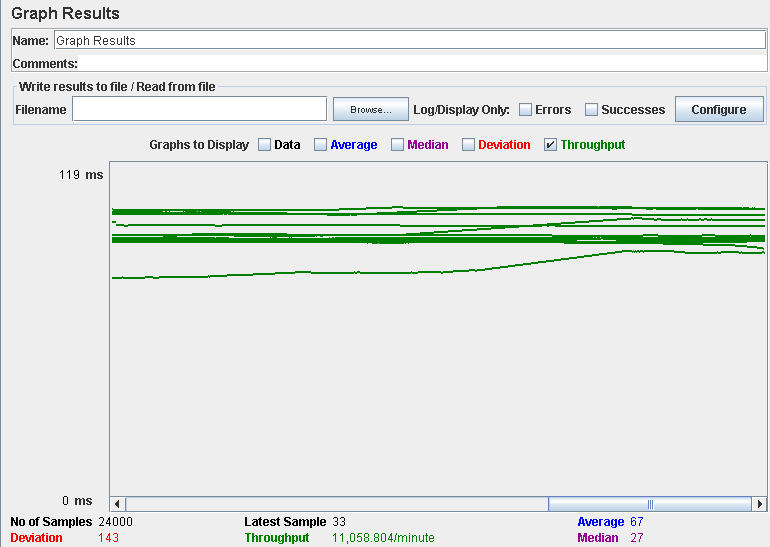 Graph Results
Name: Graph Results
Comments:
Write results to file / Read from file
Filename Browse... Log/Display Only: Errors Successes Configure
Graphs to Display Data Average Median Deviation Throughput
119 ms
0 ms
No of Samples 24000 Latest Sample 33 Average 67
Deviation 143 Throughput 11,058.804/minute Median 27